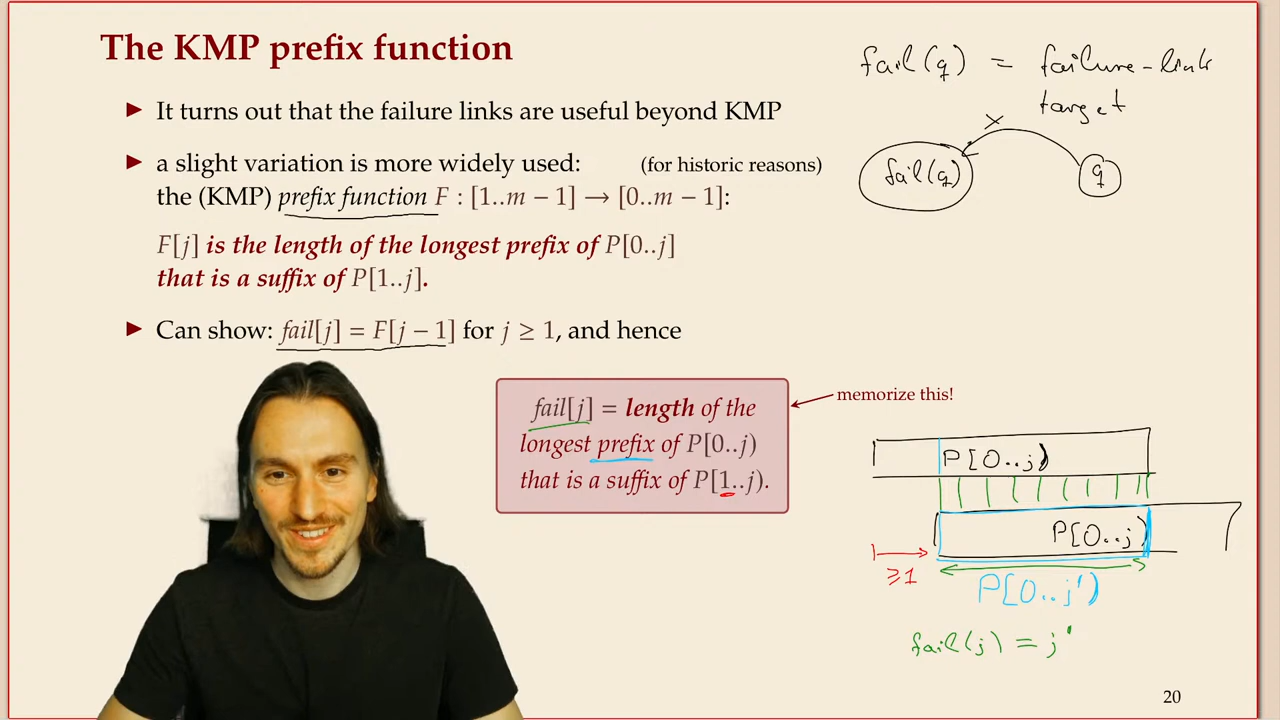 The KMP prefix function
▶ It turns out that the failure links are useful beyond KMP
▶ a slight variation is more widely used: (for historic reasons)
the (KMP) prefix function F : [1..m − 1] → [0..m − 1]:
F[j] is the length of the longest prefix of P[0..j]
that is a suffix of P[1..j].
▶ Can show: fail[j] = F[j − 1] for j ≥ 1, and hence
fail[j] = length of the
longest prefix of P[0..j)
that is a suffix of P[1..j).
memorize this!
fail(q) = failure-link
target
x
fail(q)
q
P[0..j)
P[0..j)
≥1
P[0..j')
fail(j) = j'
20